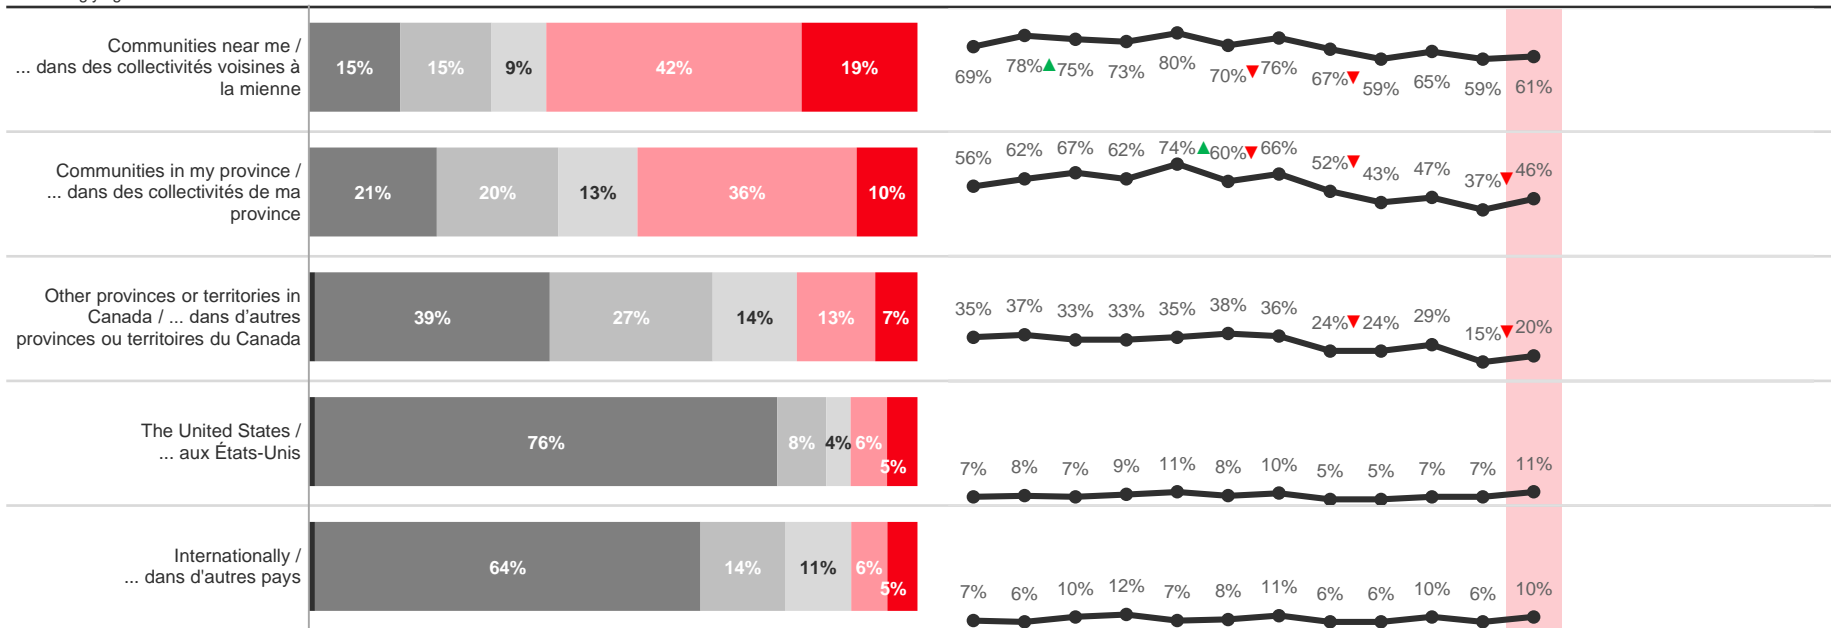 Communities near me /
... dans des collectivités voisines à
la mienne
15% 15% 9% 42% 19%
69% 78%▲ 75% 73% 80% 70%▼ 76% 67%▼ 59% 65% 59% 61%
Communities in my province /
... dans des collectivités de ma
province
21% 20% 13% 36% 10%
56% 62% 67% 62% 74%▲ 60%▼ 66% 52%▼ 43% 47% 37%▼ 46%
Other provinces or territories in
Canada / ... dans d’autres
provinces ou territoires du Canada
39% 27% 14% 13% 7%
35% 37% 33% 33% 35% 38% 36% 24%▼ 24% 29% 15%▼ 20%
The United States /
... aux États-Unis
76% 8% 4% 6% 5%
7% 8% 7% 9% 11% 8% 10% 5% 5% 7% 7% 11%
Internationally /
... dans d'autres pays
64% 14% 11% 6% 5%
7% 6% 10% 12% 7% 8% 11% 6% 6% 10% 6% 10%